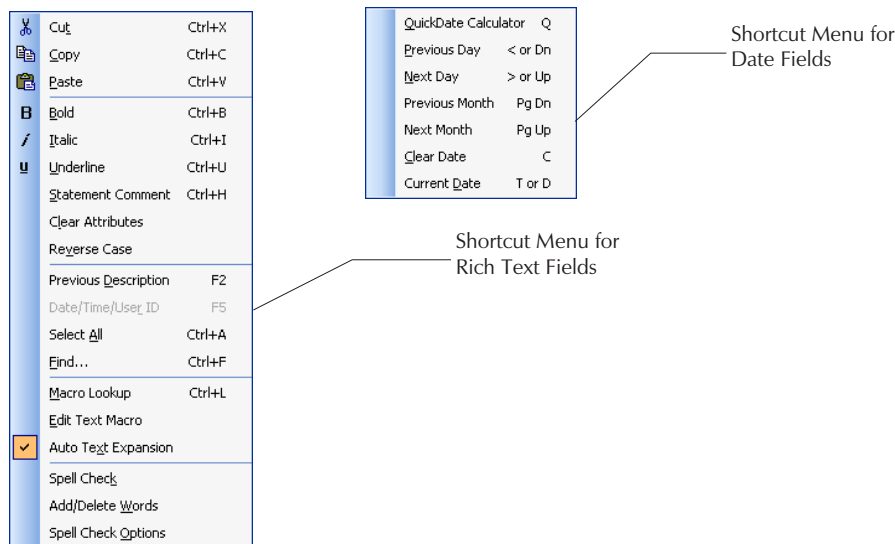 Cut Ctrl+X
Copy Ctrl+C
Paste Ctrl+V
B Bold Ctrl+B
I Italic Ctrl+I
u Underline Ctrl+U
Statement Comment Ctrl+H
Clear Attributes
Reverse Case
Previous Description F2
Date/Time/User ID F5
Select All Ctrl+A
Find... Ctrl+F
Macro Lookup Ctrl+L
Edit Text Macro
Auto Text Expansion
Spell Check
Add/Delete Words
Spell Check Options
QuickDate Calculator Q
Previous Day < or Dn
Next Day > or Up
Previous Month Pg Dn
Next Month Pg Up
Clear Date C
Current Date T or D
Shortcut Menu for
Date Fields
Shortcut Menu for
Rich Text Fields